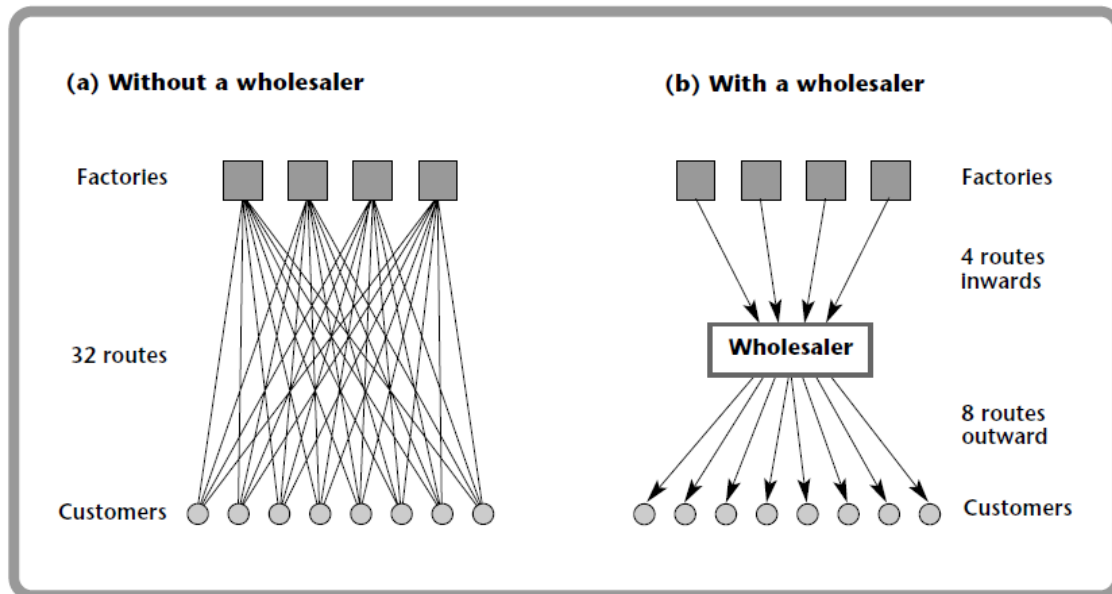 (a) Without a wholesaler
Factories
32 routes
Customers
(b) With a wholesaler
Factories
4 routes
inwards
Wholesaler
8 routes
outward
Customers